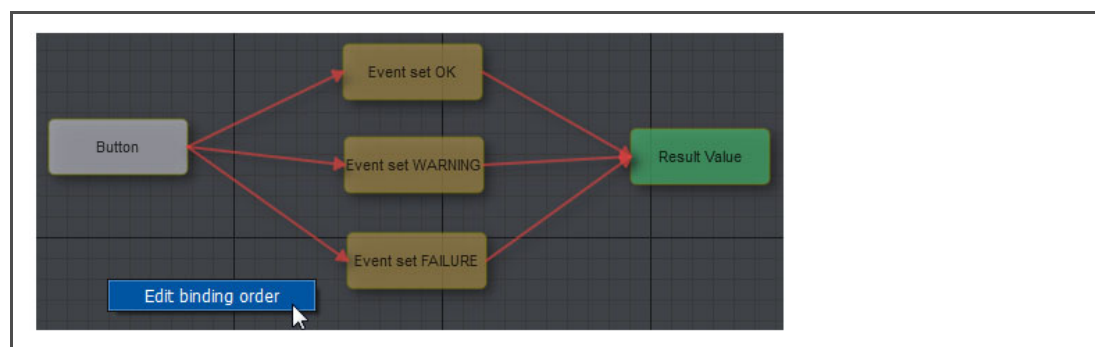 Event set OK
Button
Event set WARNING
Result Value
Event set FAILURE
Edit binding order